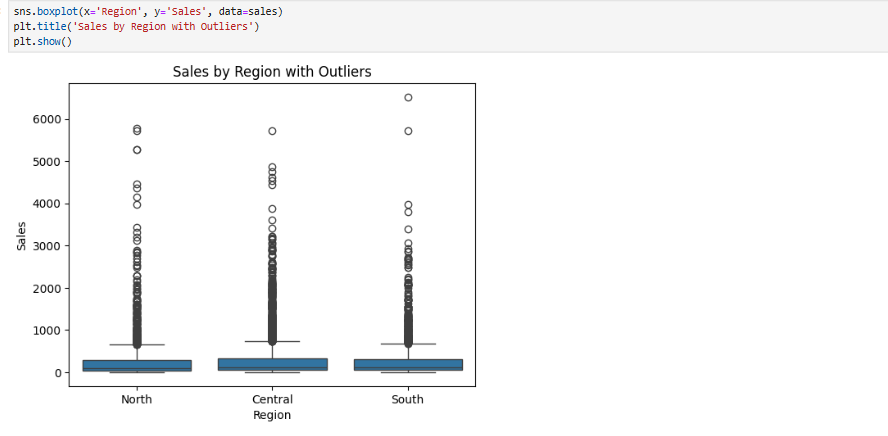 sns.boxplot(x='Region', y='Sales', data=sales)
plt.title('Sales by Region with Outliers')
plt.show()
Sales by Region with Outliers
6000
5000
4000
3000
2000
1000
0
Sales
North Central South
Region